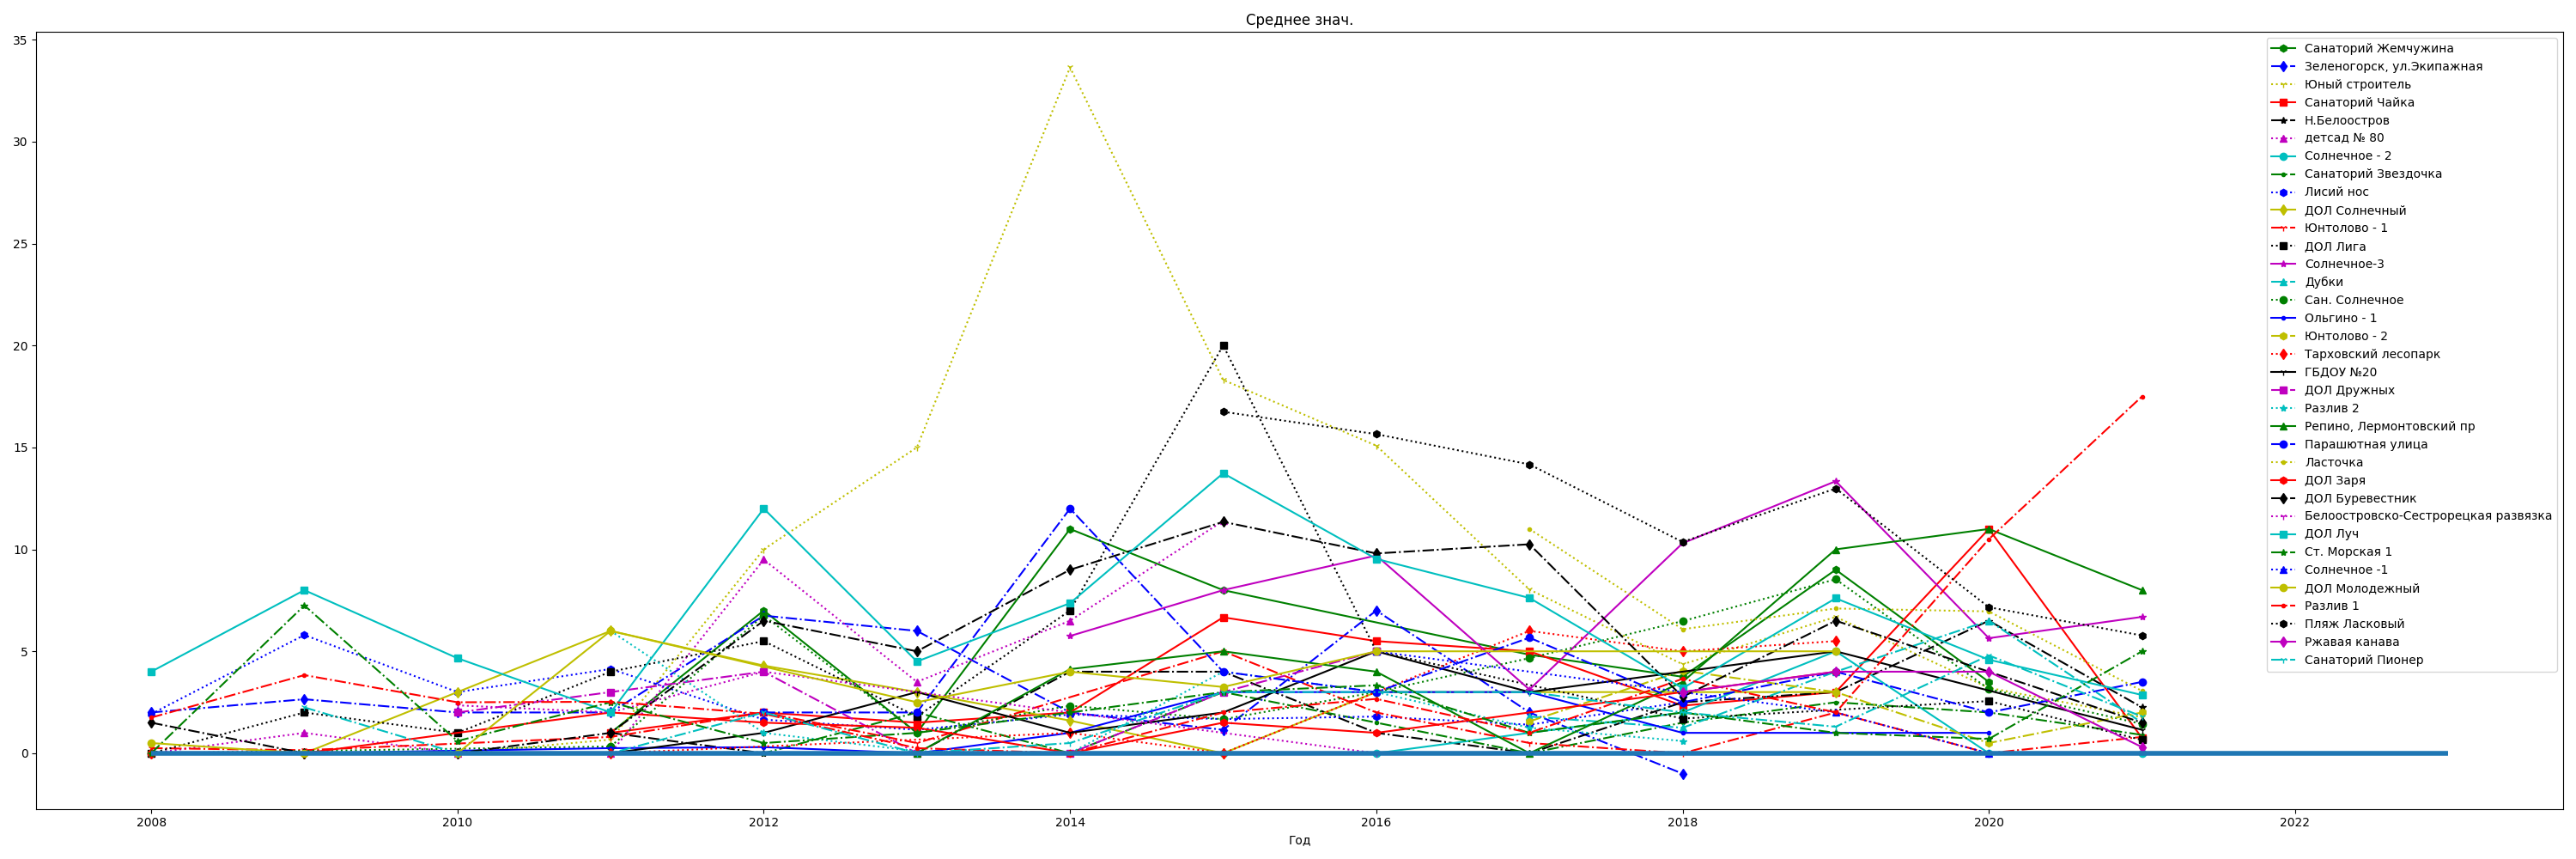 Среднее знач.
35
30
25
20
15
10
5
0
2008 2010 2012 2014 2016 2018 2020 2022
Год
Санаторий Жемчужина
Зеленогорск, ул.Экипажная
Юный строитель
Санаторий Чайка
Н.Белоостров
детсад № 80
Солнечное - 2
Санаторий Звездочка
Лисий нос
ДОЛ Солнечный
Юнтолово - 1
ДОЛ Лига
Солнечное-3
Дубки
Сан. Солнечное
Ольгино - 1
Юнтолово - 2
Тарховский лесопарк
ГБДОУ №20
ДОЛ Дружных
Разлив 2
Репино, Лермонтовский пр
Парашютная улица
Ласточка
ДОЛ Заря
ДОЛ Буревестник
Белоостровско-Сестрорецкая развязка
ДОЛ Луч
Ст. Морская 1
Солнечное -1
ДОЛ Молодежный
Разлив 1
Пляж Ласковый
Ржавая канава
Санаторий Пионер